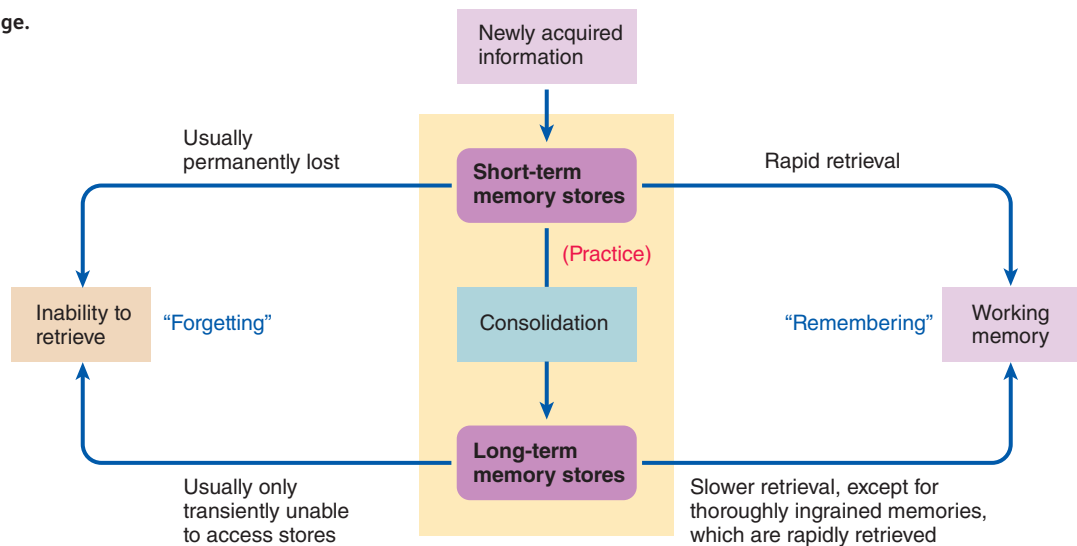 ge.
Newly acquired
information
Usually
permanently lost
Short-term
memory stores
Rapid retrieval
(Practice)
Inability to
retrieve
“Forgetting”
Consolidation
“Remembering”
Working
memory
Long-term
memory stores
Usually only
transiently unable
to access stores
Slower retrieval, except for
thoroughly ingrained memories,
which are rapidly retrieved